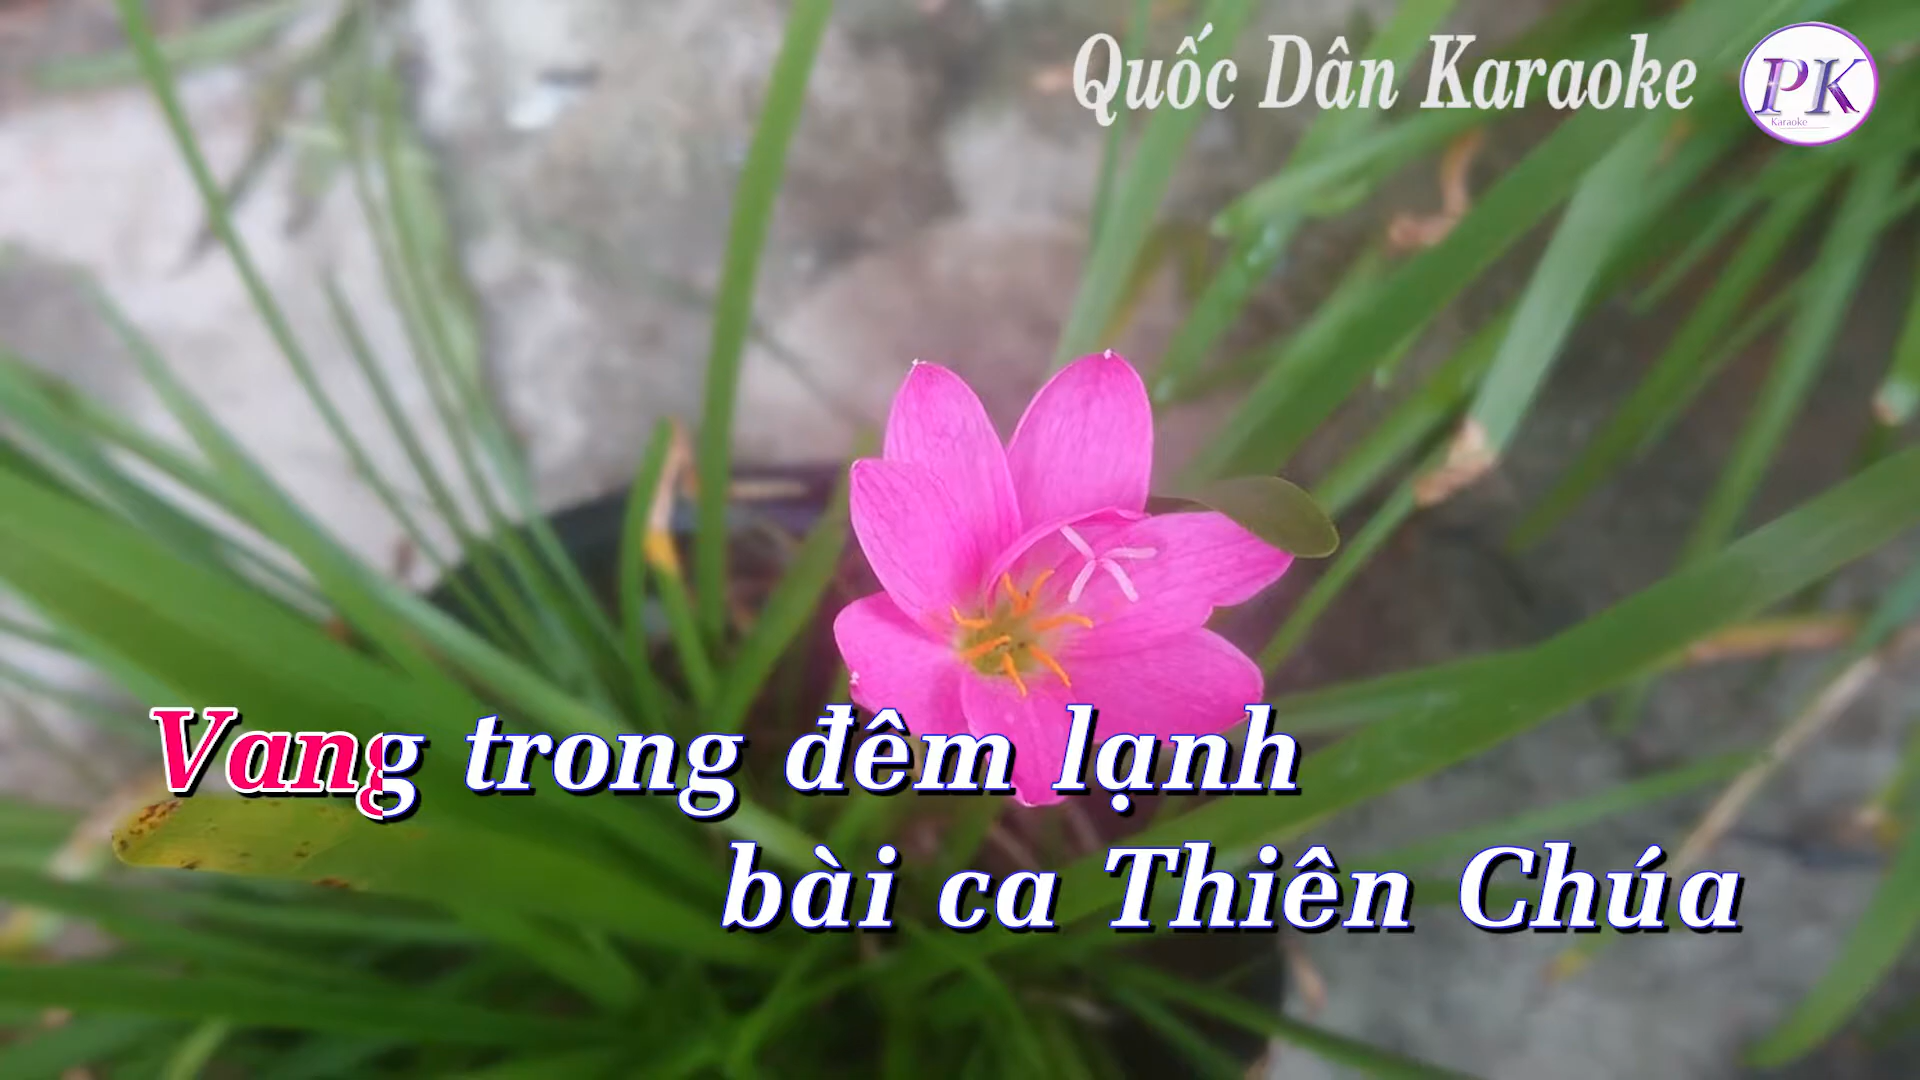 Quốc Dân Karaoke
PK
Karaoke
Vang trong đêm lạnh
bài ca Thiên Chúa